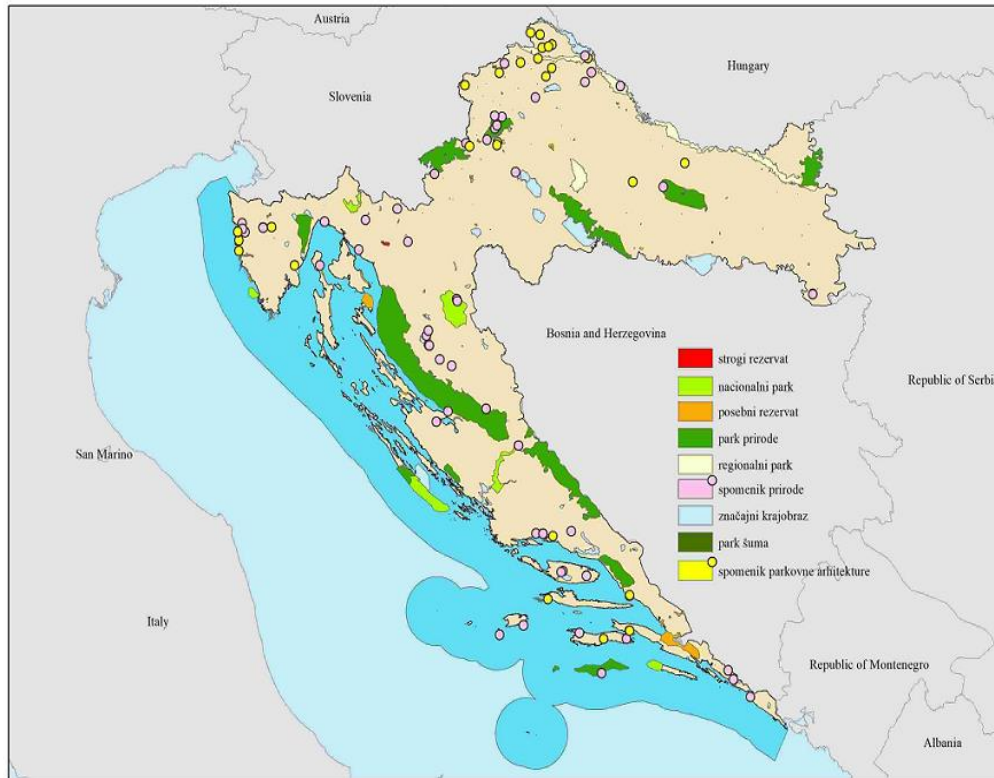 Austria
Hungary
Slovenia
Bosnia and Herzegovina
strogi rezervat
nacionalni park
Republic of Serbi
posebni rezervat
park prirode
San Marino
regionalni park
spomenik prirode
značajni krajobraz
park šuma
spomenik parkovne arhitekture
Italy
Republic of Montenegro
Albania